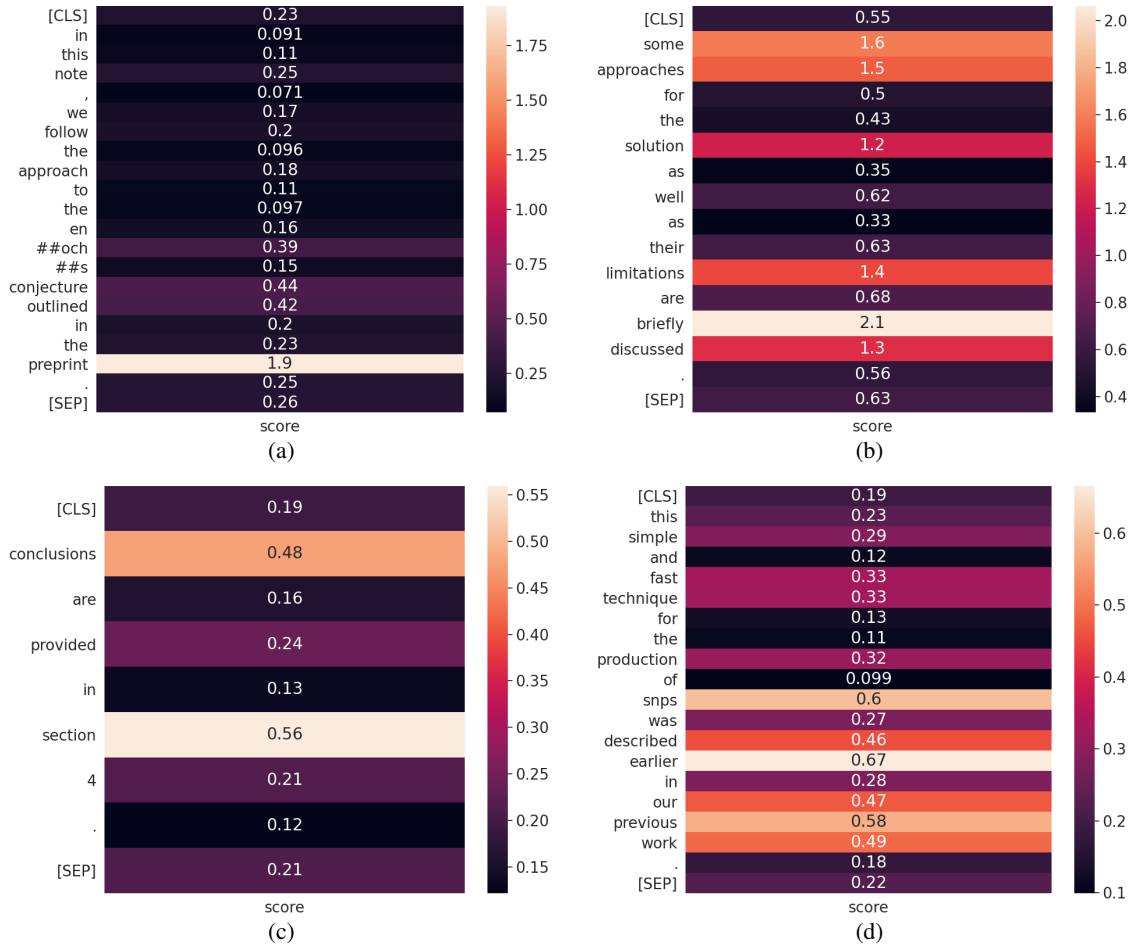 [CLS] 0.23
in 0.091
this 0.11
note 0.25
, 0.071
we 0.17
follow 0.2
the 0.096
approach 0.18
to 0.11
the 0.097
en 0.16
##och 0.39
##s 0.15
conjecture 0.44
outlined 0.42
in 0.2
the 0.23
preprint 1.9
. 0.25
[SEP] 0.26
score
1.75
1.50
1.25
1.00
0.75
0.50
0.25
(a)
[CLS] 0.55
some 1.6
approaches 1.5
for 0.5
the 0.43
solution 1.2
as 0.35
well 0.62
as 0.33
their 0.63
limitations 1.4
are 0.68
briefly 2.1
discussed 1.3
. 0.56
[SEP] 0.63
score
2.0
1.8
1.6
1.4
1.2
1.0
0.8
0.6
0.4
(b)
[CLS] 0.19
conclusions 0.48
are 0.16
provided 0.24
in 0.13
section 0.56
4 0.21
. 0.12
[SEP] 0.21
score
0.55
0.50
0.45
0.40
0.35
0.30
0.25
0.20
0.15
(c)
[CLS] 0.19
this 0.23
simple 0.29
and 0.12
fast 0.33
technique 0.33
for 0.13
the 0.11
production 0.32
of 0.099
snps 0.6
was 0.27
described 0.46
earlier 0.67
in 0.28
our 0.47
previous 0.58
work 0.49
. 0.18
[SEP] 0.22
score
0.6
0.5
0.4
0.3
0.2
0.1
(d)